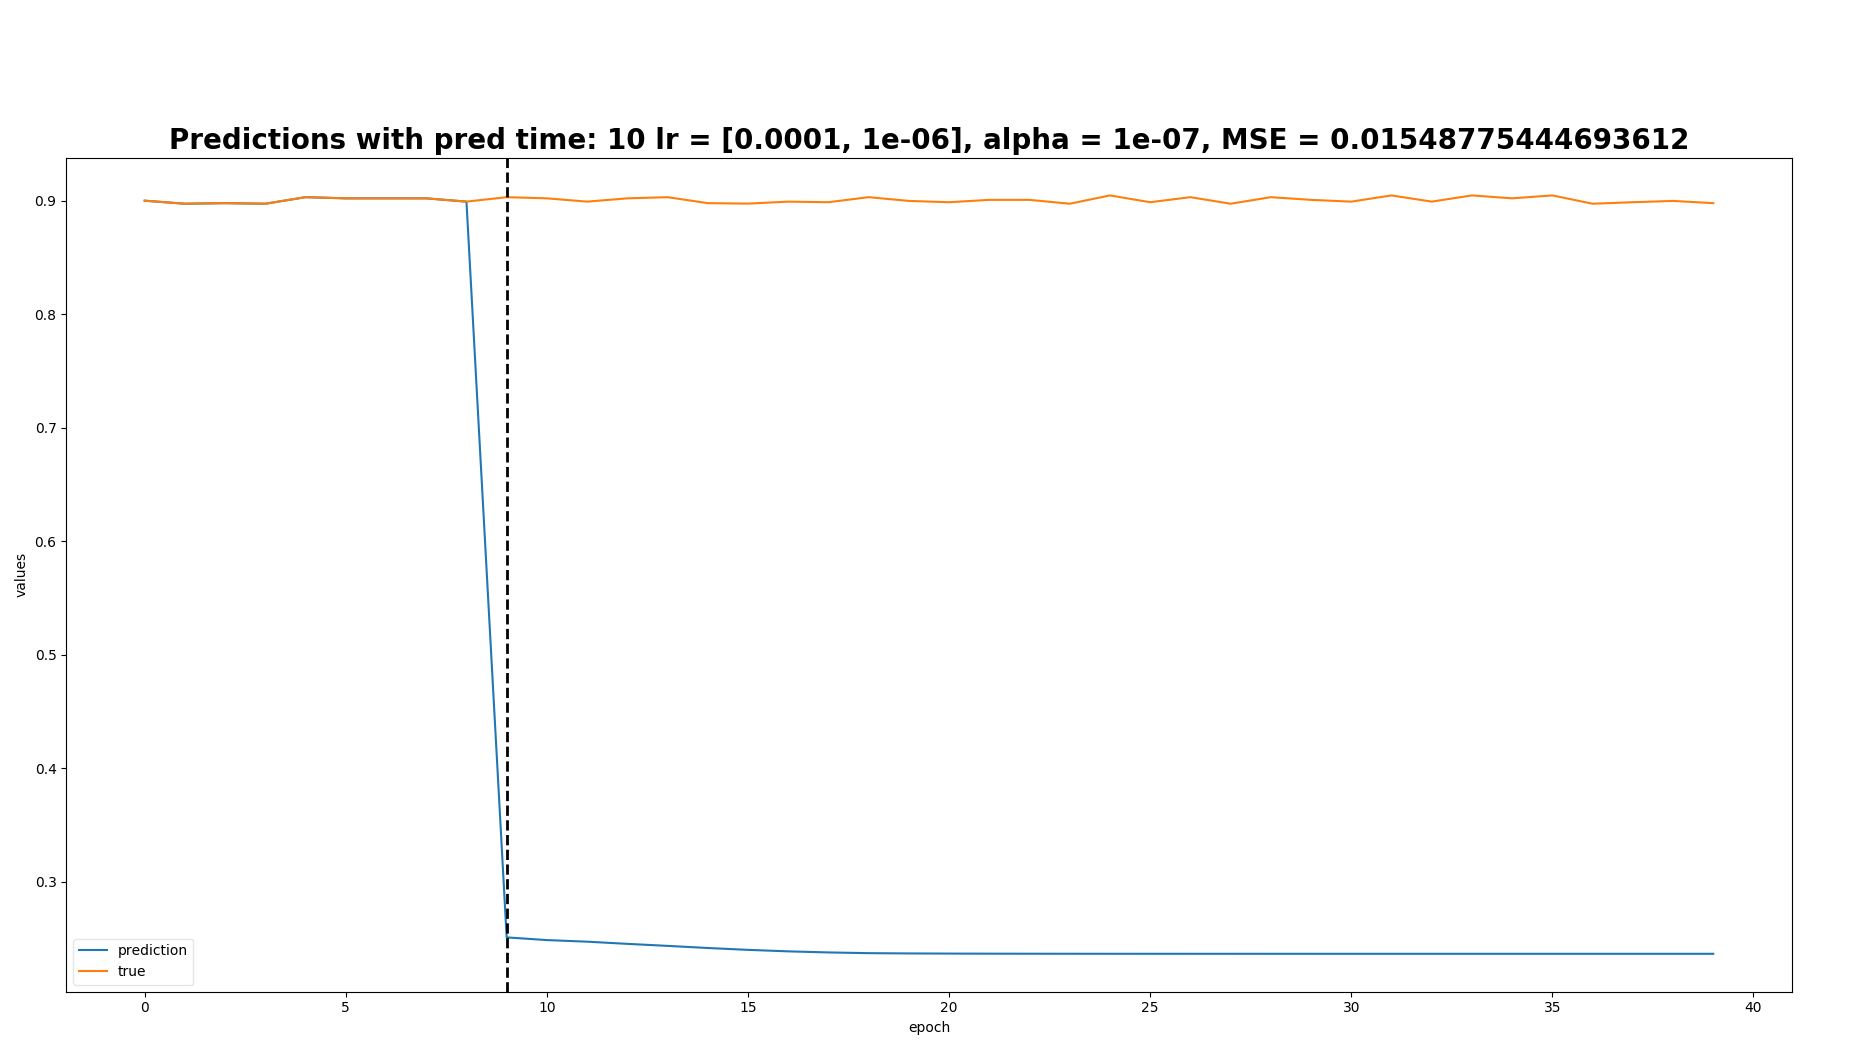 Predictions with pred time: 10 lr = [0.0001, 1e-06], alpha = 1e-07, MSE = 0.01548775444693612
0.9
0.8
0.7
0.6
0.5
0.4
0.3
values
prediction
true
0 5 10 15 20 25 30 35 40
epoch